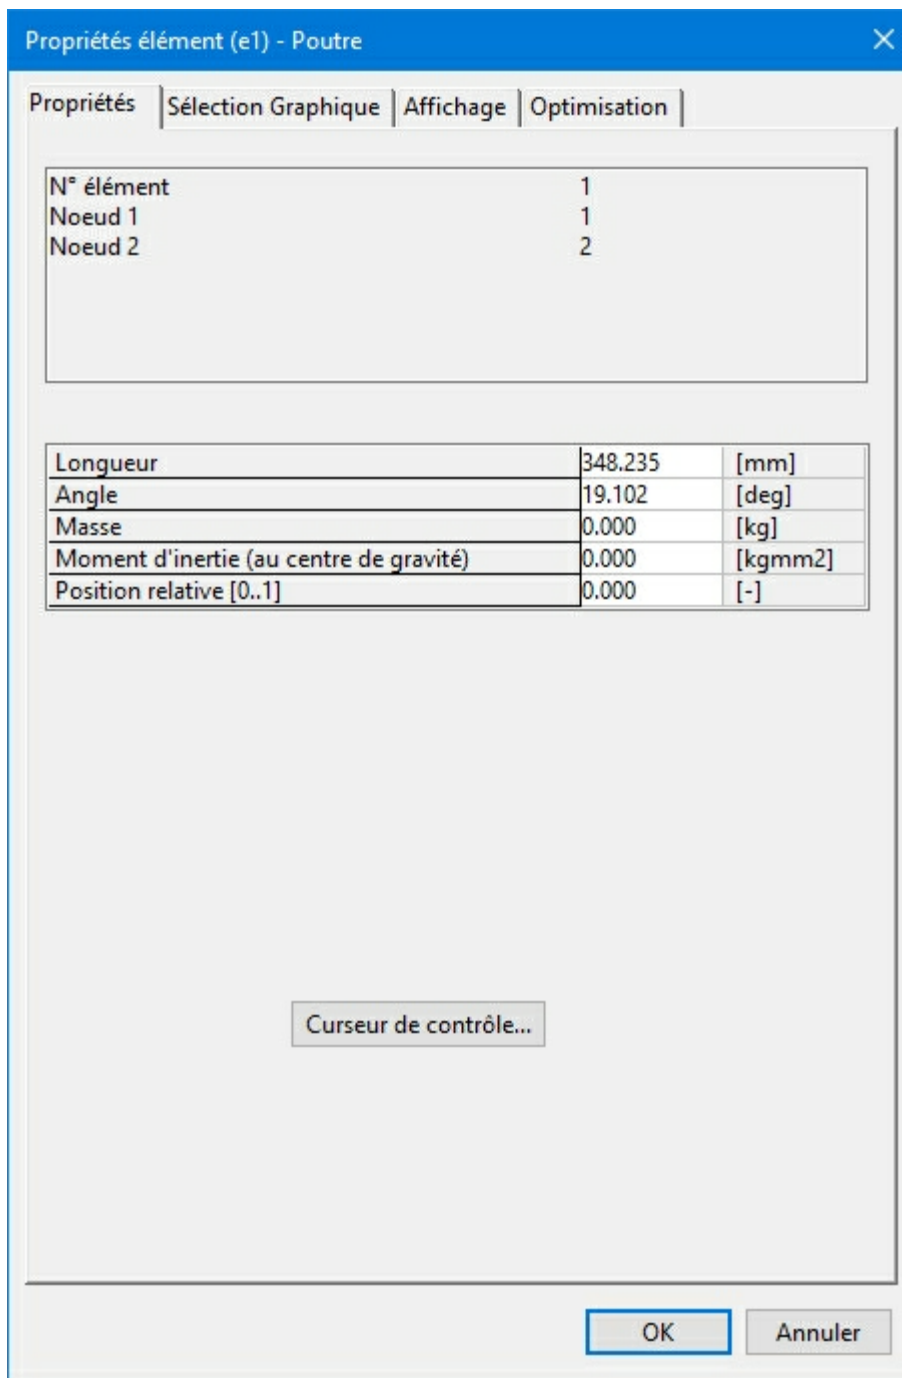 Propriétés élément (e1) - Poutre
Propriétés Sélection Graphique Affichage Optimisation
N° élément 1
Noeud 1 1
Noeud 2 2
Longueur 348.235 [mm]
Angle 19.102 [deg]
Masse 0.000 [kg]
Moment d'inertie (au centre de gravité) 0.000 [kgmm2]
Position relative [0..1] 0.000 [-]
Curseur de contrôle...
OK Annuler